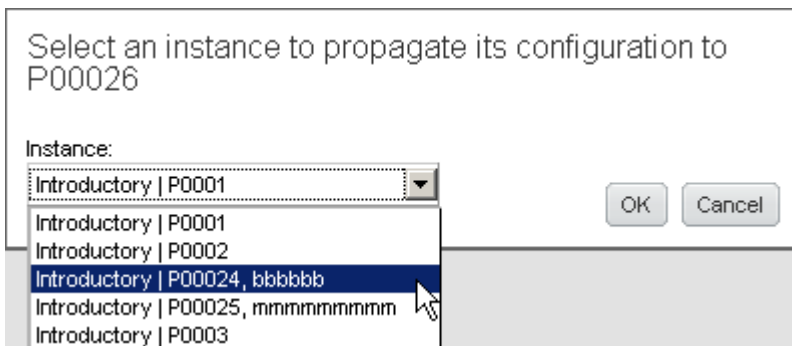 Select an instance to propagate its configuration to
P00026
Instance:
Introductory | P0001
OK
Cancel
Introductory | P0001
Introductory | P0002
Introductory | P00024, bbbbbb
Introductory | P00025, mmmmmmmmm
Introductory | P0003